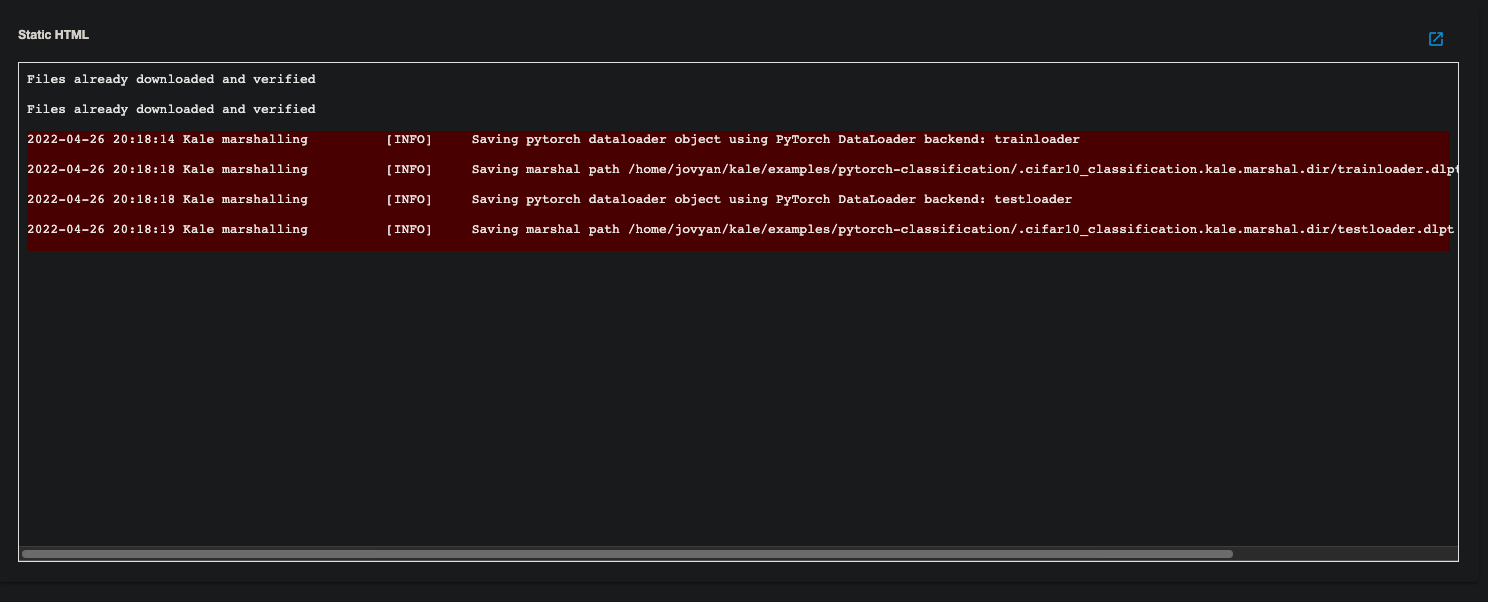 Static HTML
Files already downloaded and verified
Files already downloaded and verified
2022-04-26 20:18:14 Kale marshalling [INFO] Saving pytorch dataloader object using PyTorch DataLoader backend: trainloader
2022-04-26 20:18:18 Kale marshalling [INFO] Saving marshal path /home/jovyan/kale/examples/pytorch-classification/.cifar10_classification.kale.marshal.dir/trainloader.dlpt
2022-04-26 20:18:18 Kale marshalling [INFO] Saving pytorch dataloader object using PyTorch DataLoader backend: testloader
2022-04-26 20:18:19 Kale marshalling [INFO] Saving marshal path /home/jovyan/kale/examples/pytorch-classification/.cifar10_classification.kale.marshal.dir/testloader.dlpt